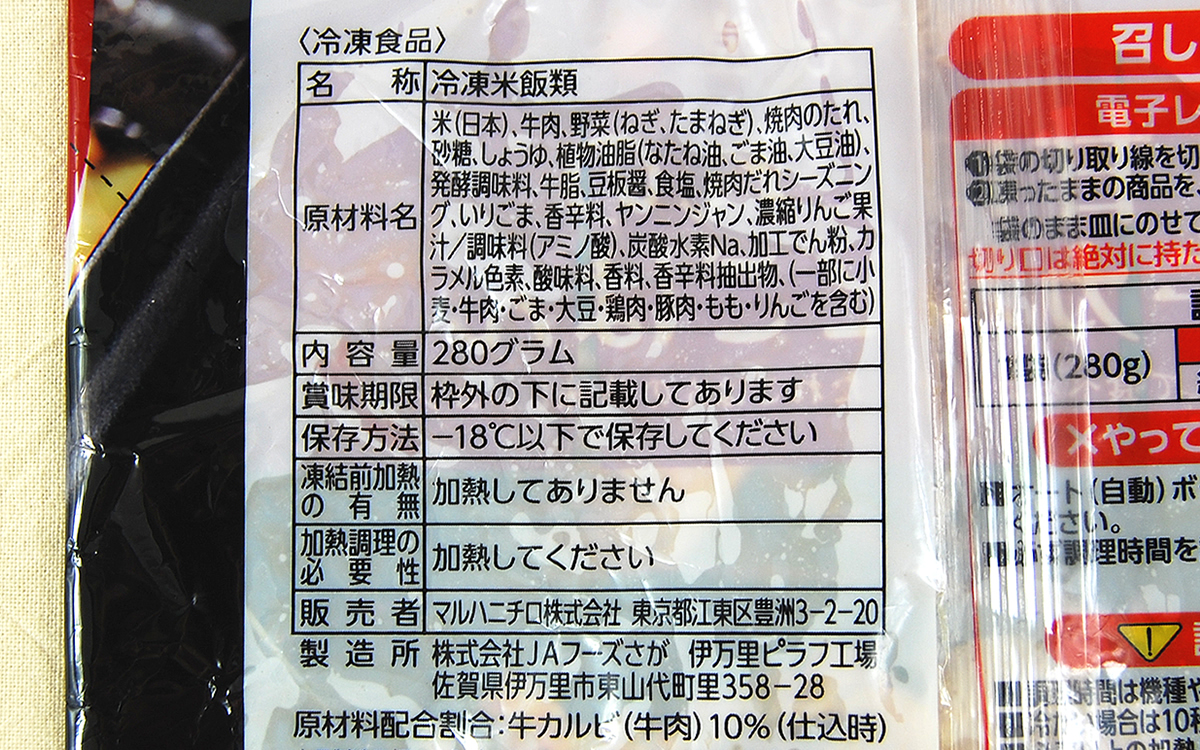 〈冷凍食品〉
名称 冷凍米飯類
原材料名 米(日本)、牛肉、野菜(ねぎ、たまねぎ)、焼肉のたれ、
砂糖、しょうゆ、植物油脂(なたね油、ごま油、大豆油)、
発酵調味料、牛脂、豆板醤、食塩、焼肉だれシーズニン
グ、いりごま、香辛料、ヤンニンジャン、濃縮りんご果
汁/調味料(アミノ酸)、炭酸水素Na、加工でん粉、カ
ラメル色素、酸味料、香料、香辛料抽出物、(一部に小
麦・牛肉・ごま・大豆・鶏肉・豚肉・もも・りんごを含む)
内容量 280グラム
賞味期限 枠外の下に記載してあります
保存方法 −18℃以下で保存してください
凍結前加熱
の有無 加熱してありません
加熱調理の
必要性 加熱してください
販売者 マルハニチロ株式会社 東京都江東区豊洲3−2−20
製造所 株式会社JAフーズさが 伊万里ピラフ工場
佐賀県伊万里市東山代町里358−28
原材料配合割合:牛カルビ(牛肉)10%(仕込時)
召し
電子レ
袋の切り取り線を切
凍ったままの商品を
のまま皿にのせて
切り口は絶対に持た
(280g)
×やって
オート(自動)ボ
ください。
調理時間を
調理時間は機種や
場合は10秒